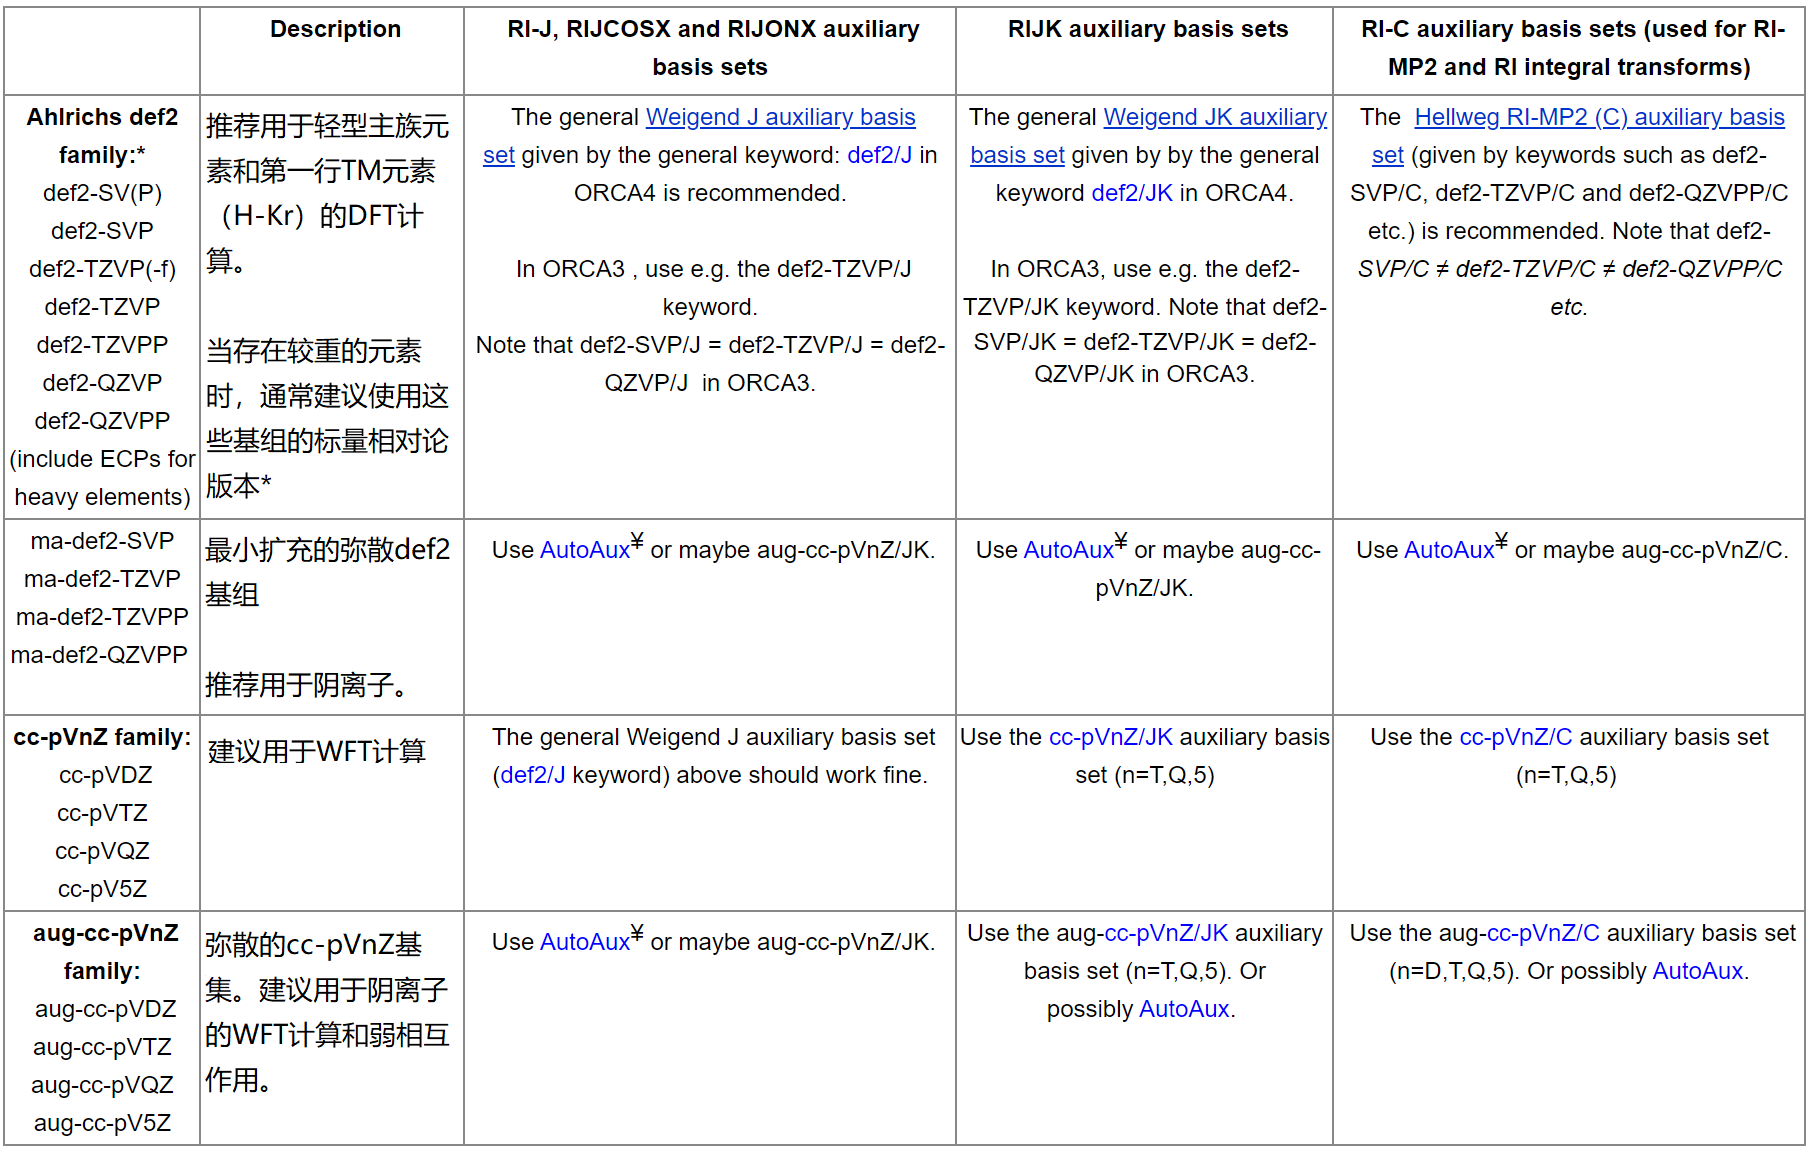 Description
RI-J, RIJCOSX and RIJONX auxiliary
basis sets
RIJK auxiliary basis sets
RI-C auxiliary basis sets (used for RI-
MP2 and RI integral transforms)
Ahlrichs def2
family:*
def2-SV(P)
def2-SVP
def2-TZVP(-f)
def2-TZVP
def2-TZVPP
def2-QZVP
def2-QZVPP
(include ECPs for
heavy elements)
推荐用于轻型主族元
素和第一行TM元素
（H-Kr）的DFT计
算。
当存在较重的元素
时，通常建议使用这
些基组的标量相对论
版本*
The general Weigend J auxiliary basis
set given by the general keyword: def2/J in
ORCA4 is recommended.
In ORCA3 , use e.g. the def2-TZVP/J
keyword.
Note that def2-SVP/J = def2-TZVP/J = def2-
QZVP/J in ORCA3.
The general Weigend JK auxiliary
basis set given by by the general
keyword def2/JK in ORCA4.
In ORCA3, use e.g. the def2-
TZVP/JK keyword. Note that def2-
SVP/JK = def2-TZVP/JK = def2-
QZVP/JK in ORCA3.
The Hellweg RI-MP2 (C) auxiliary basis
set (given by keywords such as def2-
SVP/C, def2-TZVP/C and def2-QZVPP/C
etc.) is recommended. Note that def2-
SVP/C ≠ def2-TZVP/C ≠ def2-QZVPP/C
etc.
ma-def2-SVP
ma-def2-TZVP
ma-def2-TZVPP
ma-def2-QZVPP
最小扩充的弥散def2
基组
推荐用于阴离子。
Use AutoAux¥ or maybe aug-cc-pVnZ/JK.
Use AutoAux¥ or maybe aug-cc-
pVnZ/JK.
Use AutoAux¥ or maybe aug-cc-pVnZ/C.
cc-pVnZ family:
cc-pVDZ
cc-pVTZ
cc-pVQZ
cc-pV5Z
建议用于WFT计算
The general Weigend J auxiliary basis set
(def2/J keyword) above should work fine.
Use the cc-pVnZ/JK auxiliary basis
set (n=T,Q,5)
Use the cc-pVnZ/C auxiliary basis set
(n=T,Q,5)
aug-cc-pVnZ
family:
aug-cc-pVDZ
aug-cc-pVTZ
aug-cc-pVQZ
aug-cc-pV5Z
弥散的cc-pVnZ基
集。建议用于阴离子
的WFT计算和弱相互
作用。
Use AutoAux¥ or maybe aug-cc-pVnZ/JK.
Use the aug-cc-pVnZ/JK auxiliary
basis set (n=T,Q,5). Or
possibly AutoAux.
Use the aug-cc-pVnZ/C auxiliary basis set
(n=D,T,Q,5). Or possibly AutoAux.